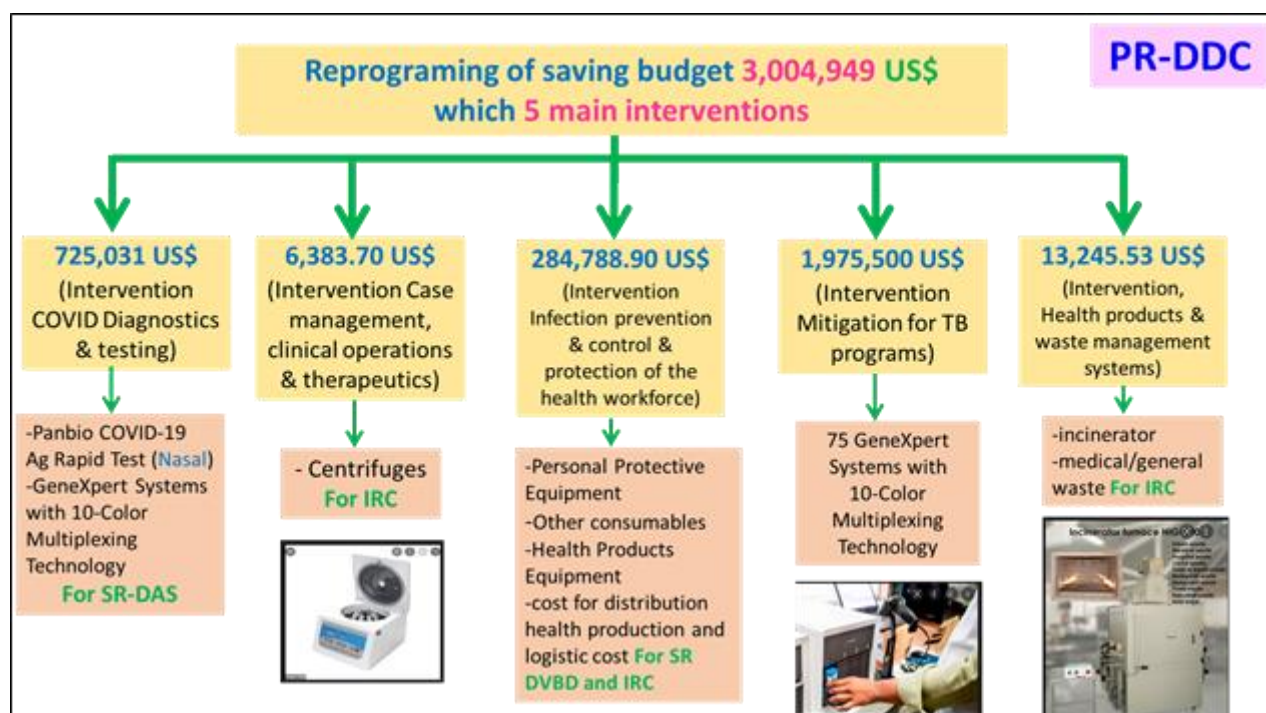 PR-DDC
Reprograming of saving budget 3,004,949 US$
which 5 main interventions
725,031 US$
(Intervention
COVID Diagnostics
& testing)
-Panbio COVID-19
Ag Rapid Test (Nasal)
-GeneXpert Systems
with 10-Color
Multiplexing
Technology
For SR-DAS
6,383.70 US$
(Intervention Case
management,
clinical operations
& therapeutics)
- Centrifuges
For IRC
284,788.90 US$
(Intervention
Infection prevention
& control &
protection of the
health workforce)
-Personal Protective
Equipment
-Other consumables
-Health Products
Equipment
-cost for distribution
health production and
logistic cost For SR
DVBD and IRC
1,975,500 US$
(Intervention
Mitigation for TB
programs)
75 GeneXpert
Systems with
10-Color
Multiplexing
Technology
13,245.53 US$
(Intervention,
Health products &
waste management
systems)
-incinerator
-medical/general
waste For IRC
Incineralux furnace